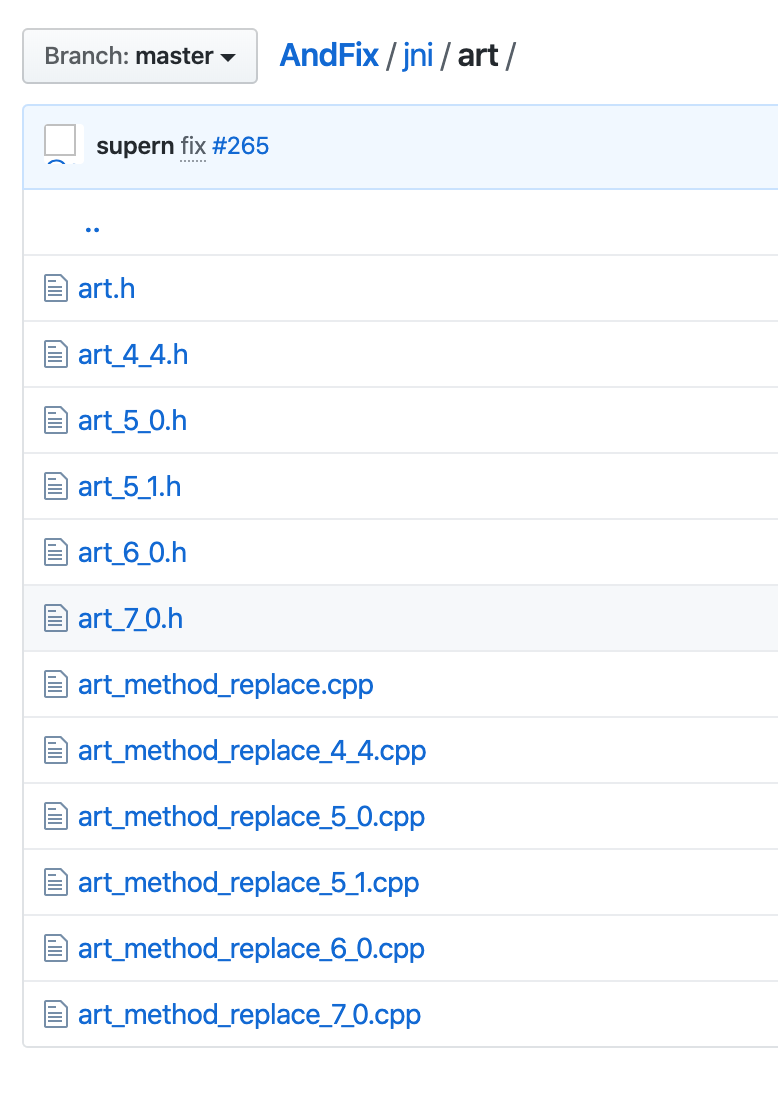 Branch: master AndFix / jni / art /
supern fix #265
..
art.h
art_4_4.h
art_5_0.h
art_5_1.h
art_6_0.h
art_7_0.h
art_method_replace.cpp
art_method_replace_4_4.cpp
art_method_replace_5_0.cpp
art_method_replace_5_1.cpp
art_method_replace_6_0.cpp
art_method_replace_7_0.cpp